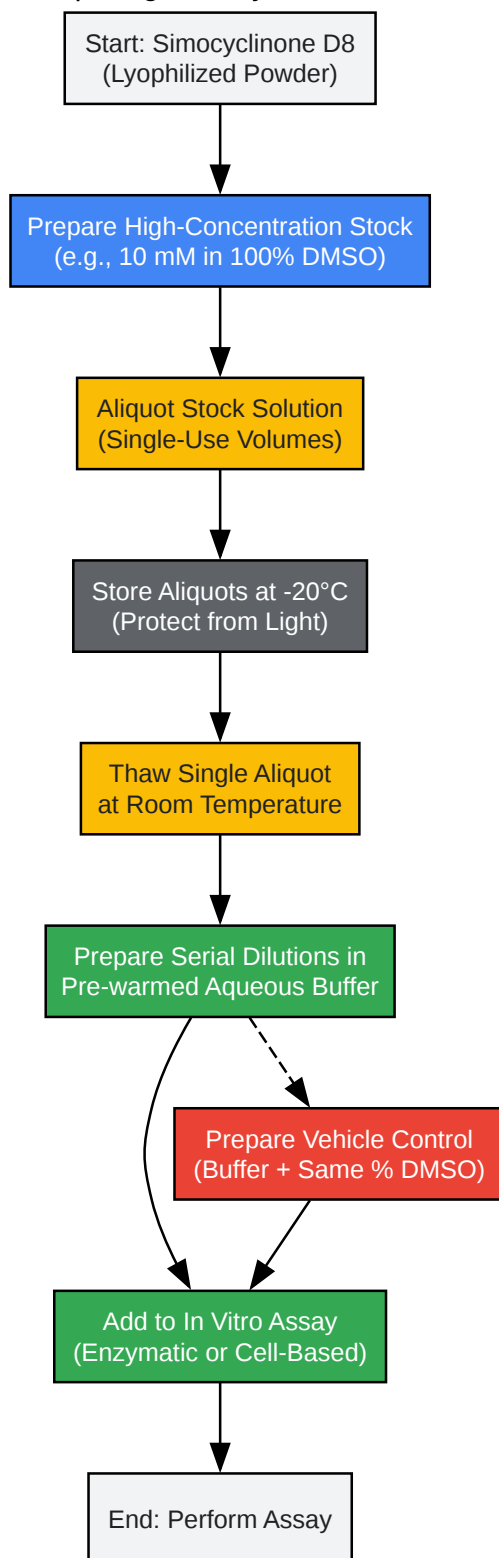 Start: Simocyclinone D8
(Lyophilized Powder)
Prepare High-Concentration Stock
(e.g., 10 mM in 100% DMSO)
Aliquot Stock Solution
(Single-Use Volumes)
Store Aliquots at -20°C
(Protect from Light)
Thaw Single Aliquot
at Room Temperature
Prepare Serial Dilutions in
Pre-warmed Aqueous Buffer
Prepare Vehicle Control
(Buffer + Same % DMSO)
Add to In Vitro Assay
(Enzymatic or Cell-Based)
End: Perform Assay